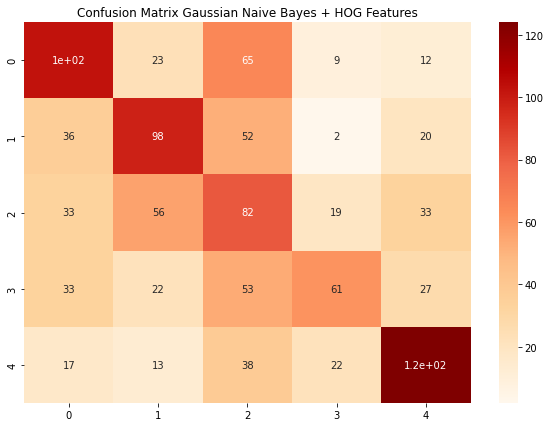 Confusion Matrix Gaussian Naive Bayes + HOG Features
0 1e+02 23 65 9 12
1 36 98 52 2 20
2 33 56 82 19 33
3 33 22 53 61 27
4 17 13 38 22 1.2e+02
0 1 2 3 4
120
100
80
60
40
20